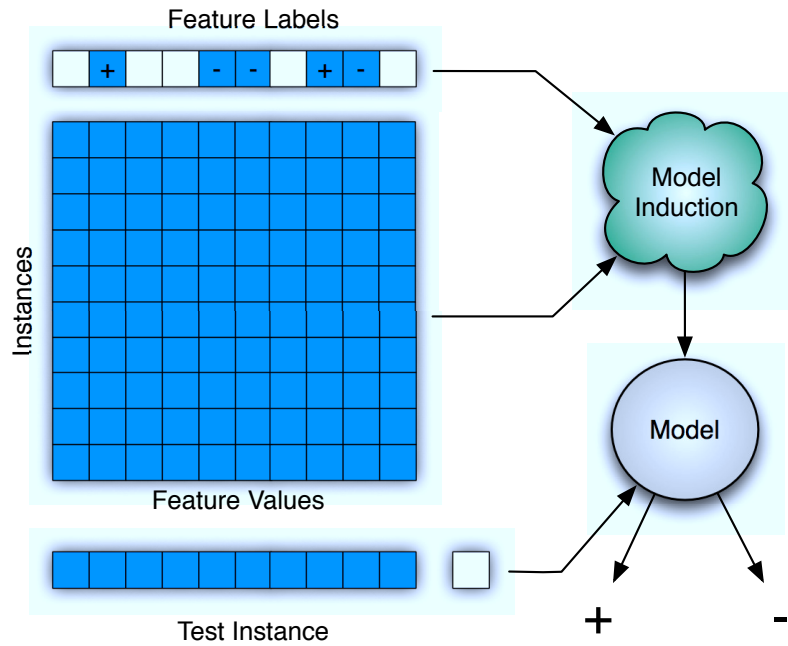 Feature Labels
+ - - + -
Instances
Model
Induction
Model
Feature Values
Test Instance
+ -